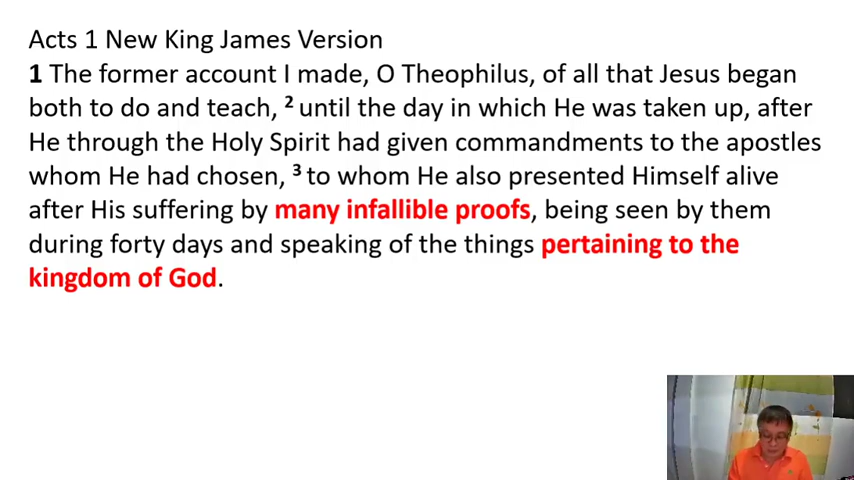 Acts 1 New King James Version
1 The former account I made, O Theophilus, of all that Jesus began
both to do and teach, 2 until the day in which He was taken up, after
He through the Holy Spirit had given commandments to the apostles
whom He had chosen, 3 to whom He also presented Himself alive
after His suffering by many infallible proofs, being seen by them
during forty days and speaking of the things pertaining to the
kingdom of God.